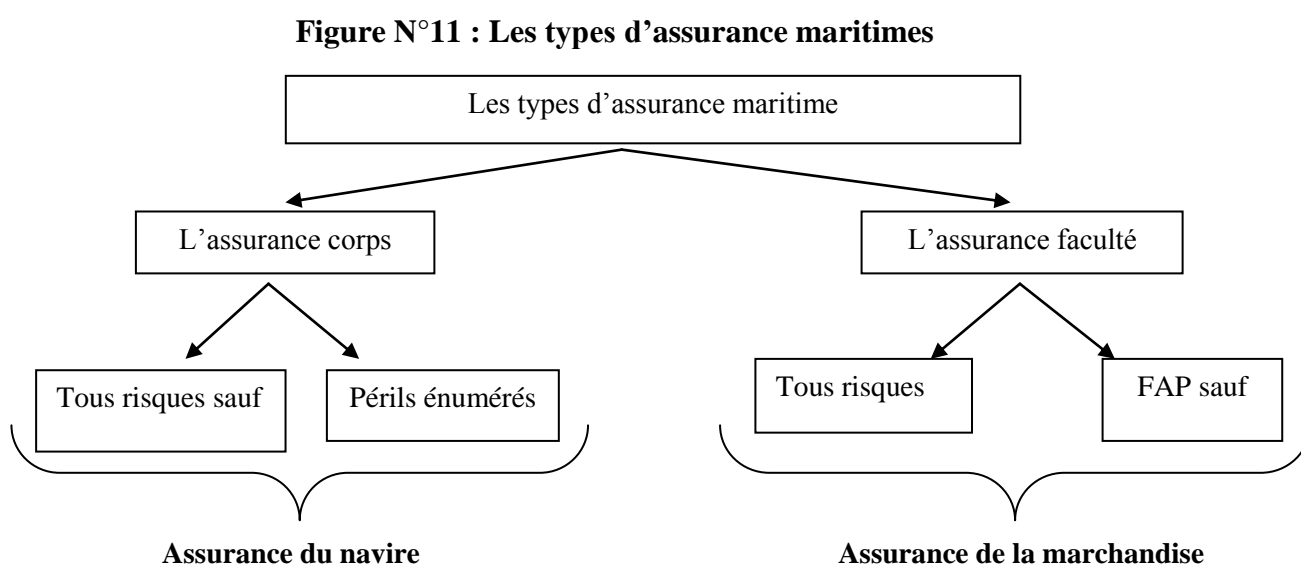 Figure N°11 : Les types d’assurance maritimes
Les types d’assurance maritime
L’assurance corps
L’assurance faculté
Tous risques sauf
Périls énumérés
Tous risques
FAP sauf
Assurance du navire
Assurance de la marchandise